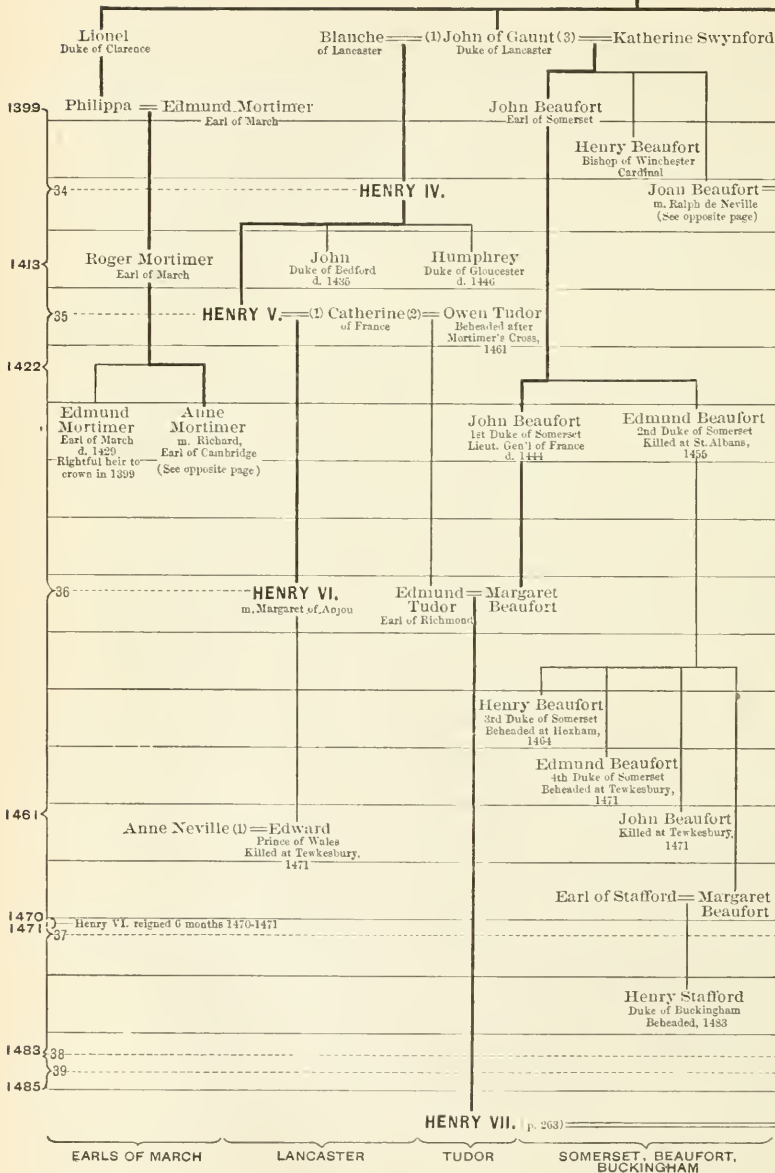 Lionel
Duke of Clarence
Blanche
of Lancaster
(1) John of Gaunt (3)
Duke of Lancaster
Katherine Swynford
1399
Philippa = Edmund Mortimer
Earl of March
John Beaufort
Earl of Somerset
Henry Beaufort
Bishop of Winchester
Cardinal
34
HENRY IV.
Joan Beaufort =
m. Ralph de Neville
(See opposite page)
1413
Roger Mortimer
Earl of March
John
Duke of Bedford
d. 1435
Humphrey
Duke of Gloucester
d. 1446
35
HENRY V. = (1) Catherine (2) = Owen Tudor
of France
Beheaded after
Mortimer's Cross,
1461
1422
Edmund
Mortimer
Earl of March
d. 1429
Rightful heir to
crown in 1399
Anne
Mortimer
m. Richard,
Earl of Cambridge
(See opposite page)
John Beaufort
1st Duke of Somerset
Lieut. Gen'l of France
d. 1444
Edmund Beaufort
2nd Duke of Somerset
Killed at St. Albans,
1455
36
HENRY VI.
m. Margaret of Anjou
Edmund = Margaret
Tudor Beaufort
Earl of Richmond
Henry Beaufort
3rd Duke of Somerset
Beheaded at Hexham,
1464
Edmund Beaufort
4th Duke of Somerset
Beheaded at Tewkesbury,
1471
1461
John Beaufort
Killed at Tewkesbury,
1471
Anne Neville (1) = Edward
Prince of Wales
Killed at Tewkesbury,
1471
Earl of Stafford = Margaret
Beaufort
1470
1471
Henry VI. reigned 6 months 1470-1471
37
Henry Stafford
Duke of Buckingham
Beheaded, 1483
1483
38
39
1485
HENRY VII. (p. 263)
EARLS OF MARCH
LANCASTER
TUDOR
SOMERSET, BEAUFORT,
BUCKINGHAM